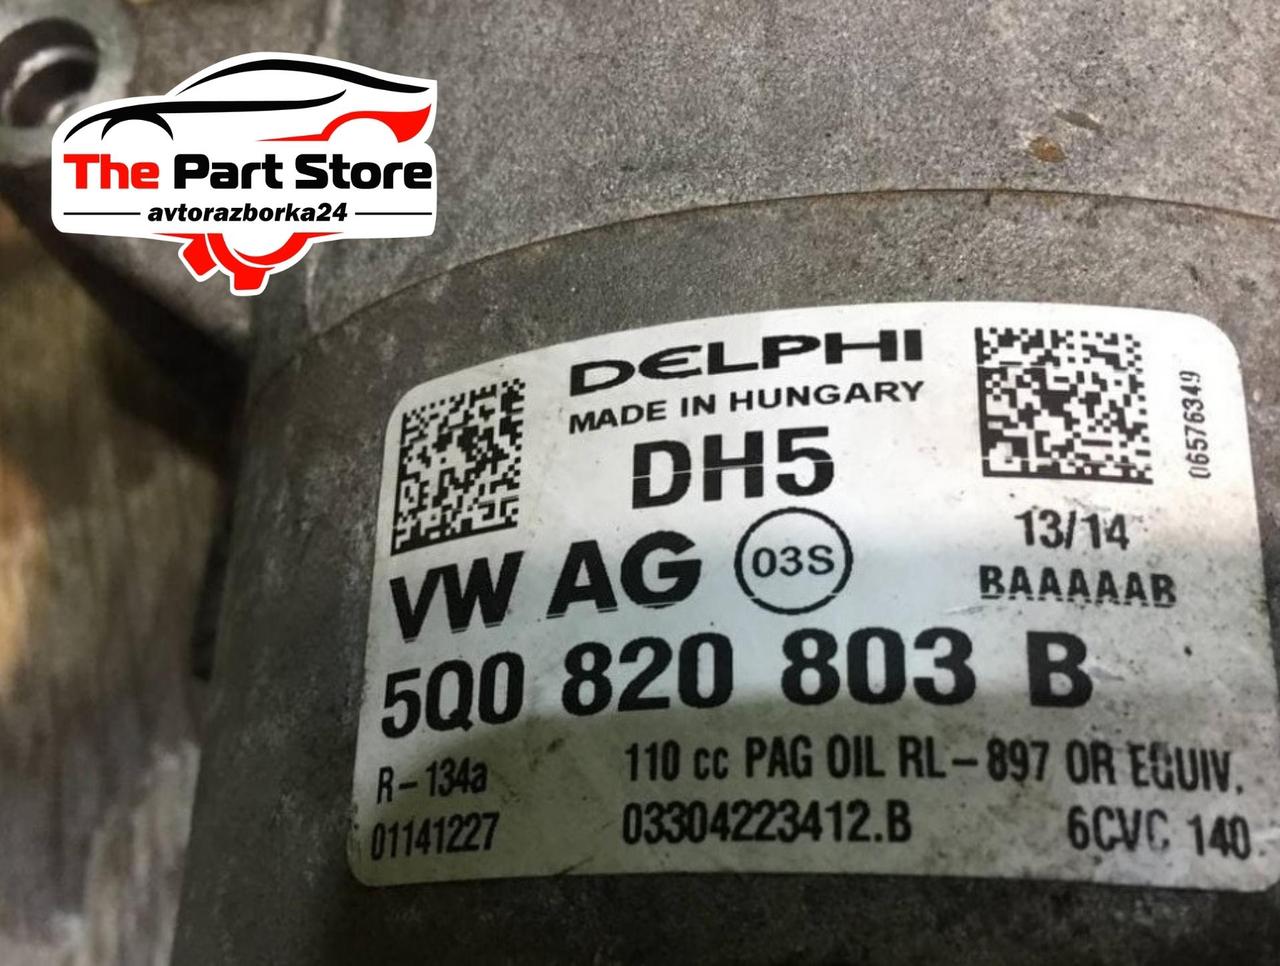 The Part Store
avtorazborka24
DELPHI
MADE IN HUNGARY
DH5
06576349
VW AG 03S
13/14
BAAAAAB
5Q0 820 803 B
R-134a 110 cc PAG OIL RL-897 OR EQUIV.
01141227 03304223412.B 6CVC 140